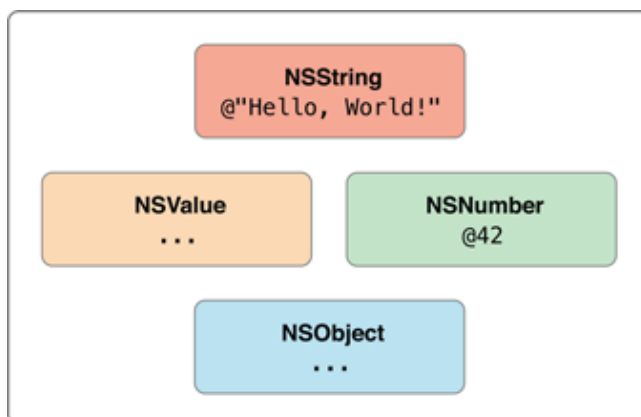 NSString
@"Hello, World!"
NSValue
...
NSNumber
@42
NSObject
...